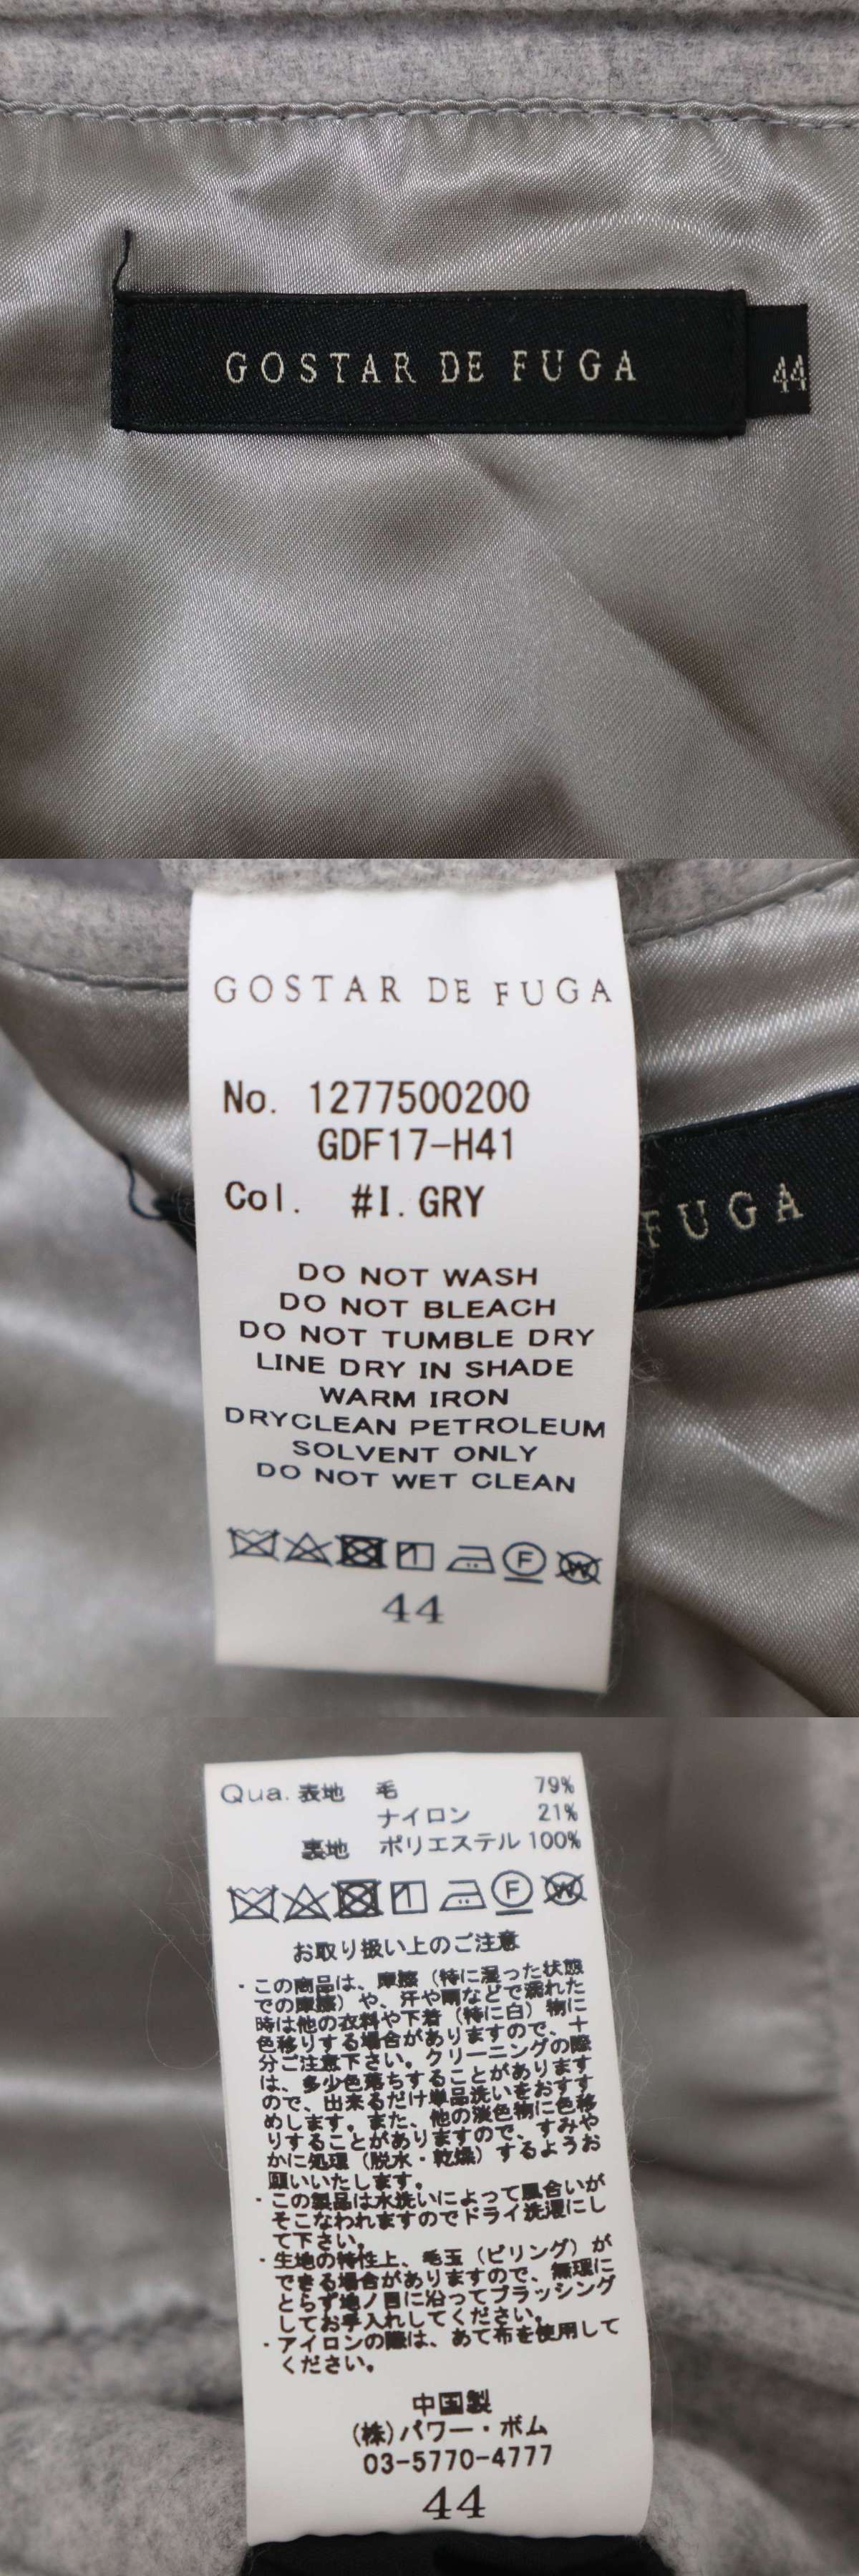 GOSTAR DE FUGA
44
GOSTAR DE FUGA
No. 1277500200
GDF17-H41
Col. #I.GRY
FUGA
DO NOT WASH
DO NOT BLEACH
DO NOT TUMBLE DRY
LINE DRY IN SHADE
WARM IRON
DRYCLEAN PETROLEUM
SOLVENT ONLY
DO NOT WET CLEAN
F W
44
Qua. 表地 毛 79%
ナイロン 21%
裏地 ポリエステル 100%
F W
お取り扱い上のご注意
・この商品は、摩擦（特に湿った状態
での摩擦）や、汗や雨などで濡れた
時は他の衣料や下着（特に白）物に
色移りする場合がありますので、十
分ご注意下さい。クリーニングの際
は、多少色落ちすることがあります
ので、出来るだけ単品洗いをおすす
めします。また、他の淡色物に色移
りすることがありますので、すみや
かに処理（脱水・乾燥）するようお
願いいたします。
・この製品は水洗いによって風合いが
そこなわれますのでドライ洗濯にし
て下さい。
・生地の特性上、毛玉（ピリング）が
できる場合がありますので、無理に
とらず地ノ目に沿ってブラッシング
してお手入れしてください。
・アイロンの際は、あて布を使用して
ください。
中国製
(株)パワー・ボム
03-5770-4777
44